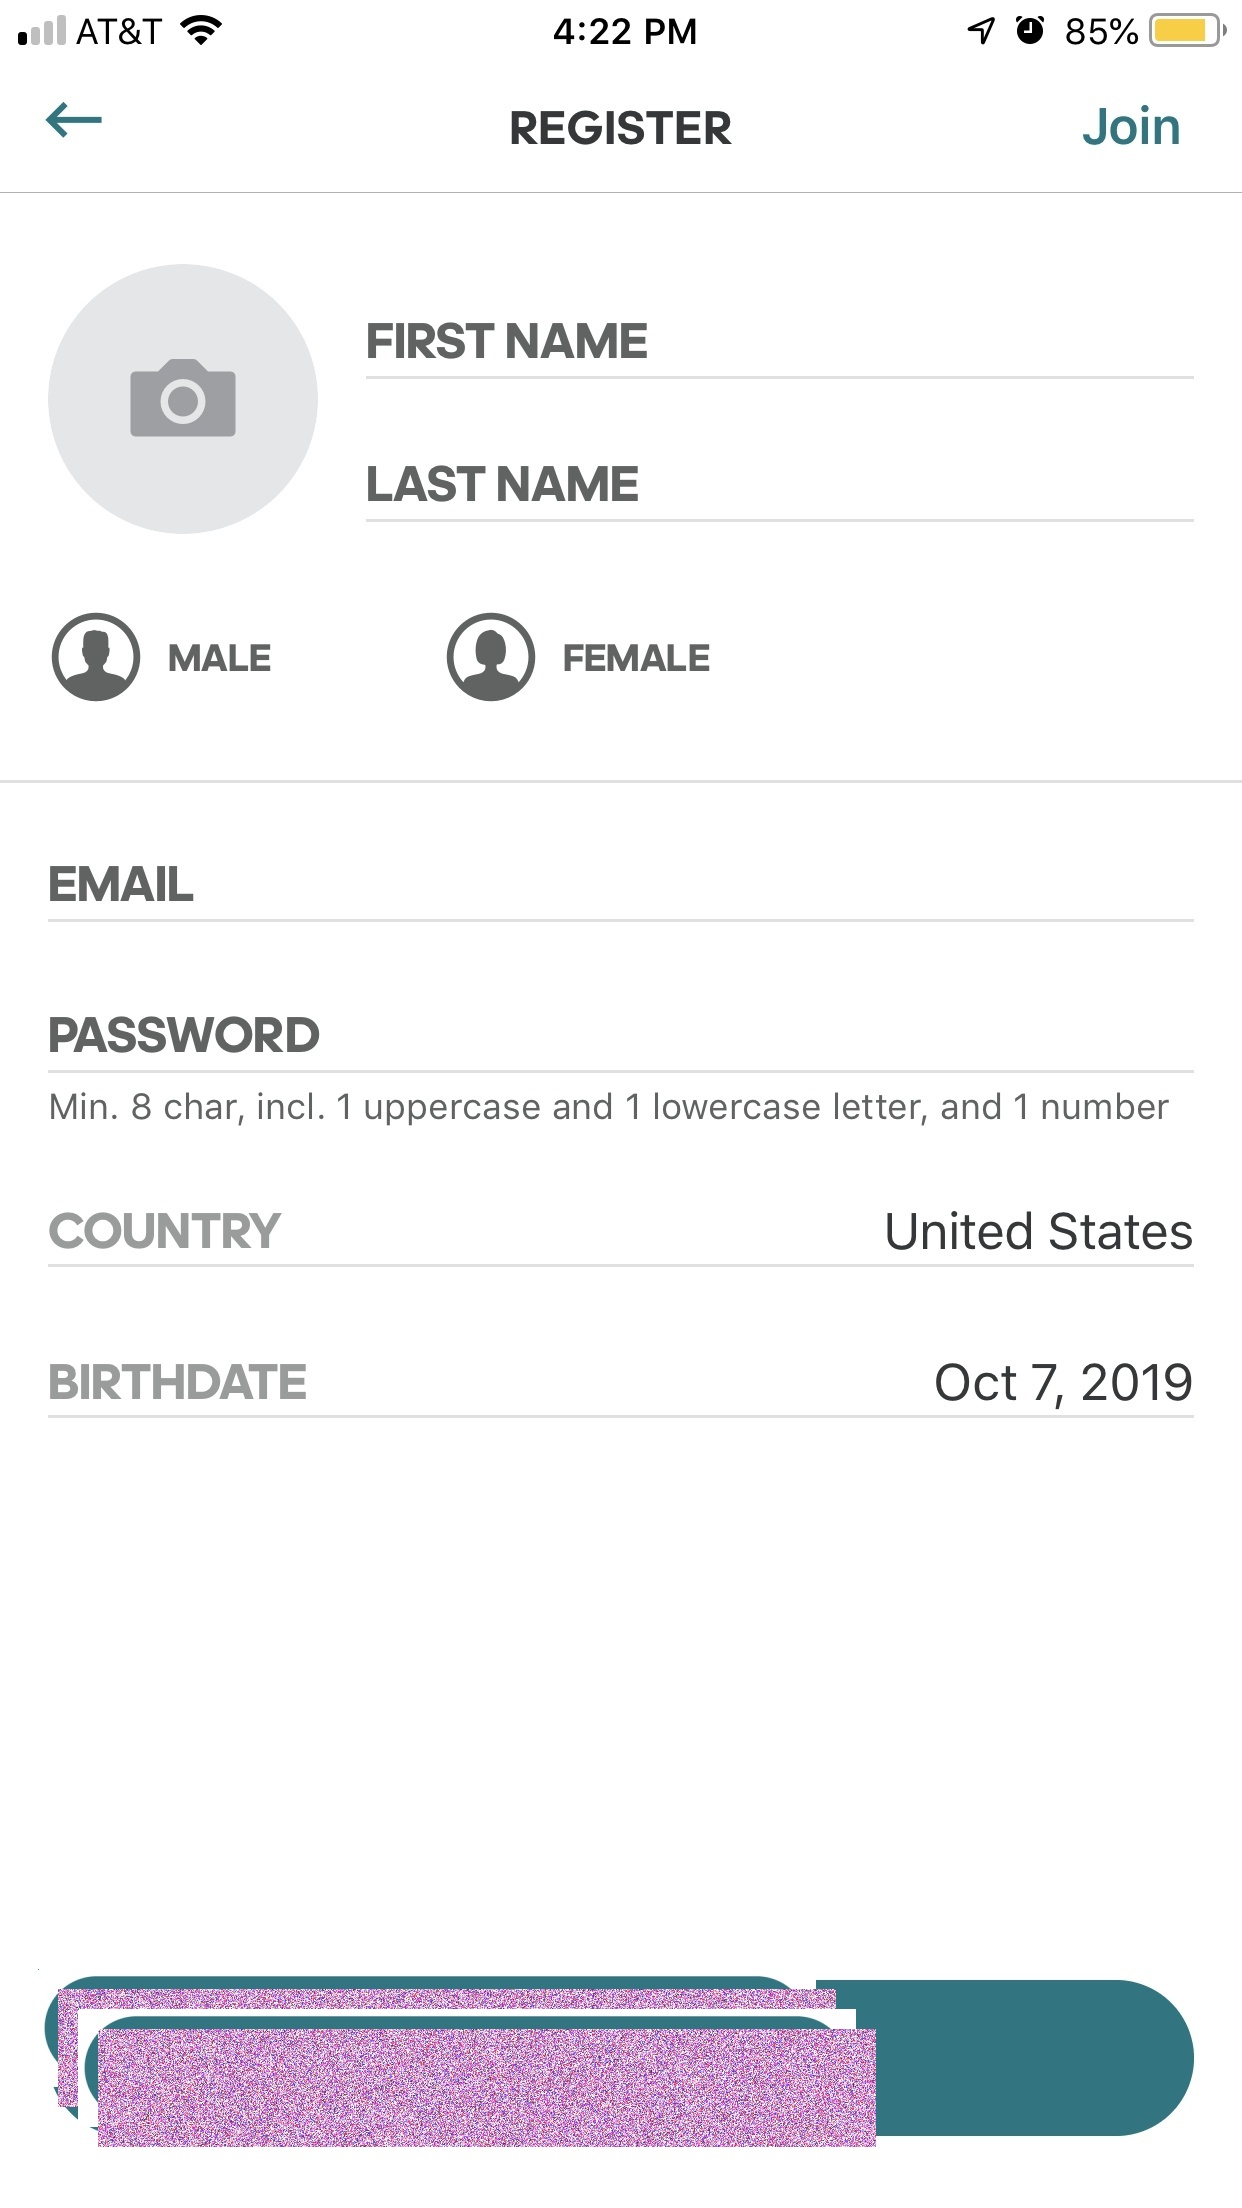 AT&T 4:22 PM 85%
REGISTER Join
FIRST NAME
LAST NAME
MALE FEMALE
EMAIL
PASSWORD
Min. 8 char, incl. 1 uppercase and 1 lowercase letter, and 1 number
COUNTRY United States
BIRTHDATE Oct 7, 2019